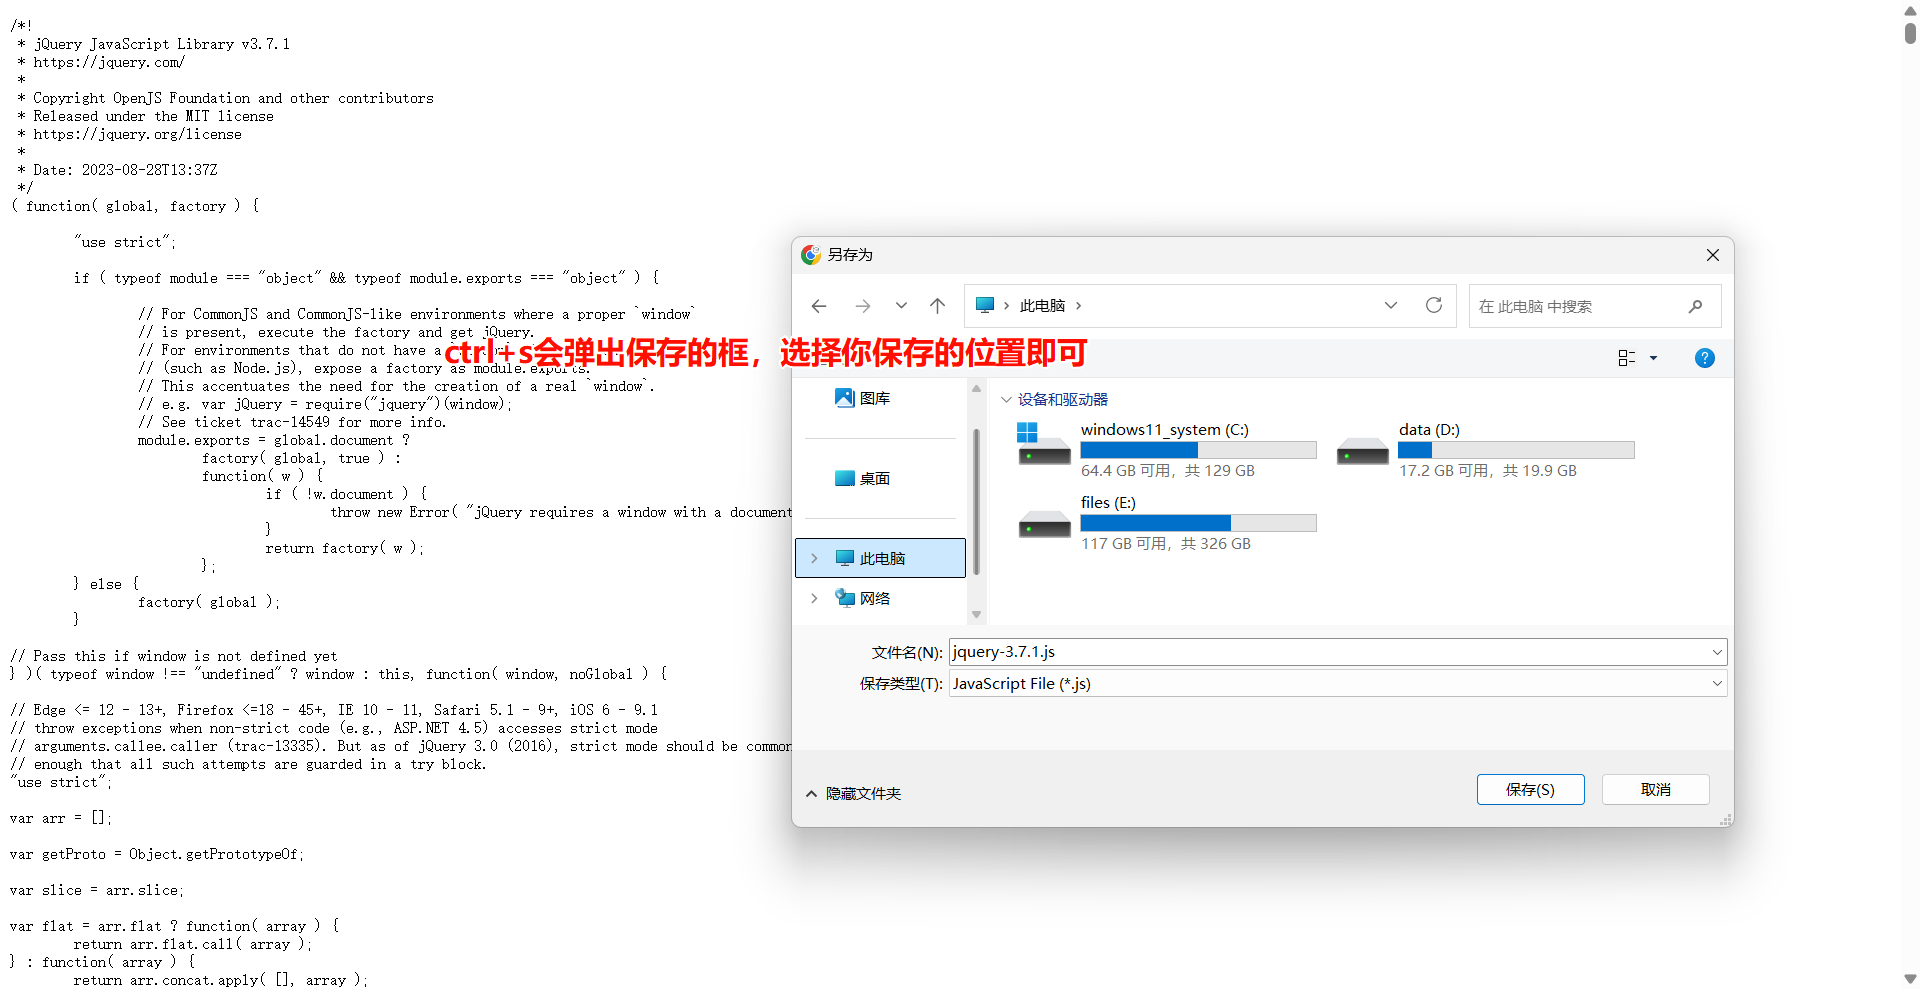 /*!
 * jQuery JavaScript Library v3.7.1
 * https://jquery.com/
 *
 * Copyright OpenJS Foundation and other contributors
 * Released under the MIT license
 * https://jquery.org/license
 *
 * Date: 2023-08-28T13:37Z
 */
( function( global, factory ) {
"use strict";
if ( typeof module === "object" && typeof module.exports === "object" ) {
// For CommonJS and CommonJS-like environments where a proper `window`
// is present, execute the factory and get jQuery.
// For environments that do not have a
// (such as Node.js), expose a factory as module.exports.
// This accentuates the need for the creation of a real `window`.
// e.g. var jQuery = require("jquery")(window);
// See ticket trac-14549 for more info.
module.exports = global.document ?
factory( global, true ) :
function( w ) {
if ( !w.document ) {
throw new Error( "jQuery requires a window with a document
}
return factory( w );
};
} else {
factory( global );
}
// Pass this if window is not defined yet
} )( typeof window !== "undefined" ? window : this, function( window, noGlobal ) {
// Edge <= 12 - 13+, Firefox <=18 - 45+, IE 10 - 11, Safari 5.1 - 9+, iOS 6 - 9.1
// throw exceptions when non-strict code (e.g., ASP.NET 4.5) accesses strict mode
// arguments.callee.caller (trac-13335). But as of jQuery 3.0 (2016), strict mode should be common
// enough that all such attempts are guarded in a try block.
"use strict";
var arr = [];
var getProto = Object.getPrototypeOf;
var slice = arr.slice;
var flat = arr.flat ? function( array ) {
return arr.flat.call( array );
} : function( array ) {
return arr.concat.apply( [], array );
ctrl+s会弹出保存的框，选择你保存的位置即可
另存为
此电脑
在 此电脑 中搜索
图库
桌面
此电脑
网络
设备和驱动器
windows11_system (C:)
64.4 GB 可用，共 129 GB
data (D:)
17.2 GB 可用，共 19.9 GB
files (E:)
117 GB 可用，共 326 GB
文件名(N): jquery-3.7.1.js
保存类型(T): JavaScript File (*.js)
隐藏文件夹
保存(S)
取消